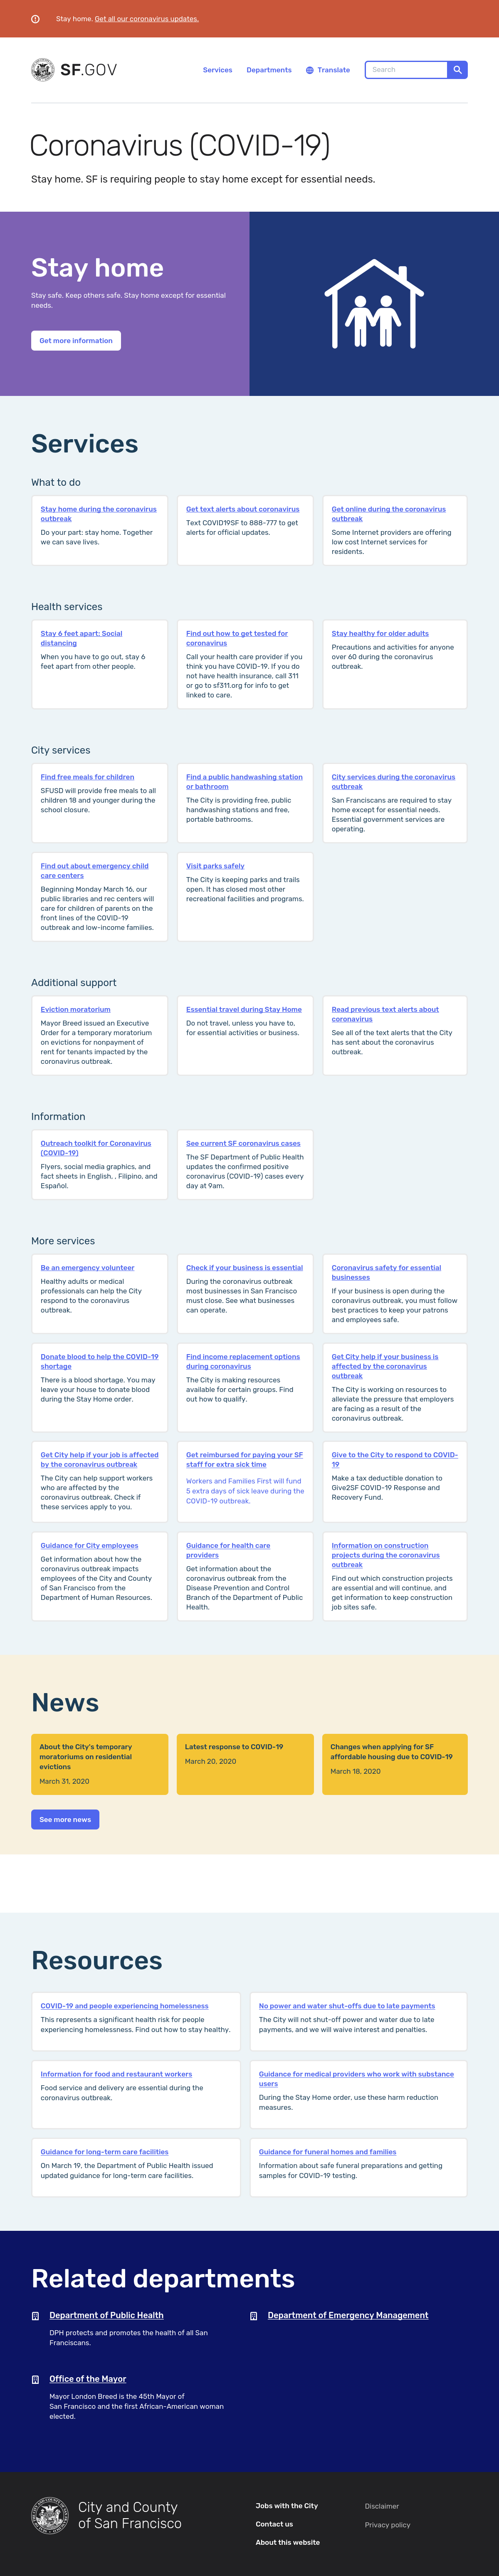 Stay home. Get all our coronavirus updates.
SF.GOV
Services
Departments
Translate
Search
Coronavirus (COVID-19)
Stay home. SF is requiring people to stay home except for essential needs.
Stay home
Stay safe. Keep others safe. Stay home except for essential
needs.
Get more information
Services
What to do
Stay home during the coronavirus
outbreak
Do your part: stay home. Together
we can save lives.
Get text alerts about coronavirus
Text COVID19SF to 888-777 to get
alerts for official updates.
Get online during the coronavirus
outbreak
Some Internet providers are offering
low cost Internet services for
residents.
Health services
Stay 6 feet apart: Social
distancing
When you have to go out, stay 6
feet apart from other people.
Find out how to get tested for
coronavirus
Call your health care provider if you
think you have COVID-19. If you do
not have health insurance, call 311
or go to sf311.org for info to get
linked to care.
Stay healthy for older adults
Precautions and activities for anyone
over 60 during the coronavirus
outbreak.
City services
Find free meals for children
SFUSD will provide free meals to all
children 18 and younger during the
school closure.
Find a public handwashing station
or bathroom
The City is providing free, public
handwashing stations and free,
portable bathrooms.
City services during the coronavirus
outbreak
San Franciscans are required to stay
home except for essential needs.
Essential government services are
operating.
Find out about emergency child
care centers
Beginning Monday March 16, our
public libraries and rec centers will
care for children of parents on the
front lines of the COVID-19
outbreak and low-income families.
Visit parks safely
The City is keeping parks and trails
open. It has closed most other
recreational facilities and programs.
Additional support
Eviction moratorium
Mayor Breed issued an Executive
Order for a temporary moratorium
on evictions for nonpayment of
rent for tenants impacted by the
coronavirus outbreak.
Essential travel during Stay Home
Do not travel, unless you have to,
for essential activities or business.
Read previous text alerts about
coronavirus
See all of the text alerts that the City
has sent about the coronavirus
outbreak.
Information
Outreach toolkit for Coronavirus
(COVID-19)
Flyers, social media graphics, and
fact sheets in English, , Filipino, and
Español.
See current SF coronavirus cases
The SF Department of Public Health
updates the confirmed positive
coronavirus (COVID-19) cases every
day at 9am.
More services
Be an emergency volunteer
Healthy adults or medical
professionals can help the City
respond to the coronavirus
outbreak.
Check if your business is essential
During the coronavirus outbreak
most businesses in San Francisco
must close. See what businesses
can operate.
Coronavirus safety for essential
businesses
If your business is open during the
coronavirus outbreak, you must follow
best practices to keep your patrons
and employees safe.
Donate blood to help the COVID-19
shortage
There is a blood shortage. You may
leave your house to donate blood
during the Stay Home order.
Find income replacement options
during coronavirus
The City is making resources
available for certain groups. Find
out how to qualify.
Get City help if your business is
affected by the coronavirus
outbreak
The City is working on resources to
alleviate the pressure that employers
are facing as a result of the
coronavirus outbreak.
Get City help if your job is affected
by the coronavirus outbreak
The City can help support workers
who are affected by the
coronavirus outbreak. Check if
these services apply to you.
Get reimbursed for paying your SF
staff for extra sick time
Workers and Families First will fund
5 extra days of sick leave during the
COVID-19 outbreak.
Give to the City to respond to COVID-
19
Make a tax deductible donation to
Give2SF COVID-19 Response and
Recovery Fund.
Guidance for City employees
Get information about how the
coronavirus outbreak impacts
employees of the City and County
of San Francisco from the
Department of Human Resources.
Guidance for health care
providers
Get information about the
coronavirus outbreak from the
Disease Prevention and Control
Branch of the Department of Public
Health.
Information on construction
projects during the coronavirus
outbreak
Find out which construction projects
are essential and will continue, and
get information to keep construction
job sites safe.
News
About the City's temporary
moratoriums on residential
evictions
March 31, 2020
Latest response to COVID-19
March 20, 2020
Changes when applying for SF
affordable housing due to COVID-19
March 18, 2020
See more news
Resources
COVID-19 and people experiencing homelessness
This represents a significant health risk for people
experiencing homelessness. Find out how to stay healthy.
No power and water shut-offs due to late payments
The City will not shut-off power and water due to late
payments, and we will waive interest and penalties.
Information for food and restaurant workers
Food service and delivery are essential during the
coronavirus outbreak.
Guidance for medical providers who work with substance
users
During the Stay Home order, use these harm reduction
measures.
Guidance for long-term care facilities
On March 19, the Department of Public Health issued
updated guidance for long-term care facilities.
Guidance for funeral homes and families
Information about safe funeral preparations and getting
samples for COVID-19 testing.
Related departments
Department of Public Health
DPH protects and promotes the health of all San
Franciscans.
Department of Emergency Management
Office of the Mayor
Mayor London Breed is the 45th Mayor of
San Francisco and the first African-American woman
elected.
City and County
of San Francisco
Jobs with the City
Contact us
About this website
Disclaimer
Privacy policy